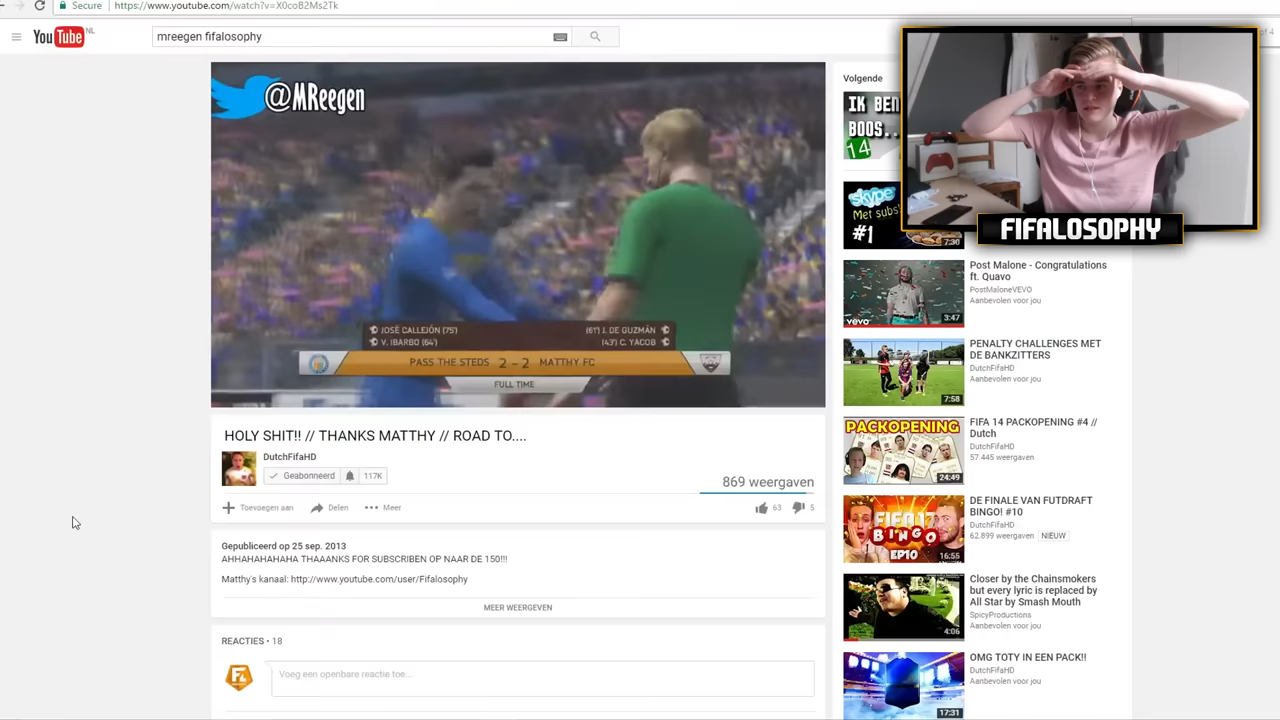 Secure
https://www.youtube.com/watch?v=X0coB2Ms2Tk
YouTube NL
mreegen fifalosophy
of 4
@MReegen
JOSÉ CALLEJÓN (75')
V. IBARBO (64')
(61') J. DE GUZMÁN
(43') C. YACOB
PASS THE STEDS 2 - 2 MATTHY FC
FULL TIME
HOLY SHIT!! // THANKS MATTHY // ROAD TO....
DutchFifaHD
Geabonneerd 117K
869 weergaven
Toevoegen aan Delen Meer
63 5
Gepubliceerd op 25 sep. 2013
AHHAHAHAHAHA THAAANKS FOR SUBSCRIBEN OP NAAR DE 150!!!
Matthy's kanaal: http://www.youtube.com/user/Fifalosophy
MEER WEERGEVEN
REACTIES • 18
Voeg een openbare reactie toe...
Volgende
IK BEN
BOOS..
14
SKYPE
Met subs!
#1
7:30
FIFALOSOPHY
vevo
3:47
Post Malone - Congratulations
ft. Quavo
PostMaloneVEVO
Aanbevolen voor jou
7:58
PENALTY CHALLENGES MET
DE BANKZITTERS
DutchFifaHD
Aanbevolen voor jou
PACKOPENING
24:49
FIFA 14 PACKOPENING #4 //
Dutch
DutchFifaHD
57 445 weergaven
FIFA 17
BINGO
EP10
16:55
DE FINALE VAN FUTDRAFT
BINGO! #10
DutchFifaHD
62.899 weergaven NIEUW
4:06
Closer by the Chainsmokers
but every lyric is replaced by
All Star by Smash Mouth
SpicyProductions
Aanbevolen voor jou
17:31
OMG TOTY IN EEN PACK!!
DutchFifaHD
Aanbevolen voor jou